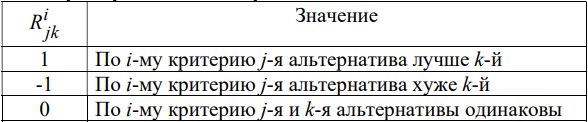 R^i_{jk} Значение
1 По i-му критерию j-я альтернатива лучше k-й
-1 По i-му критерию j-я альтернатива хуже k-й
0 По i-му критерию j-я и k-я альтернативы одинаковы